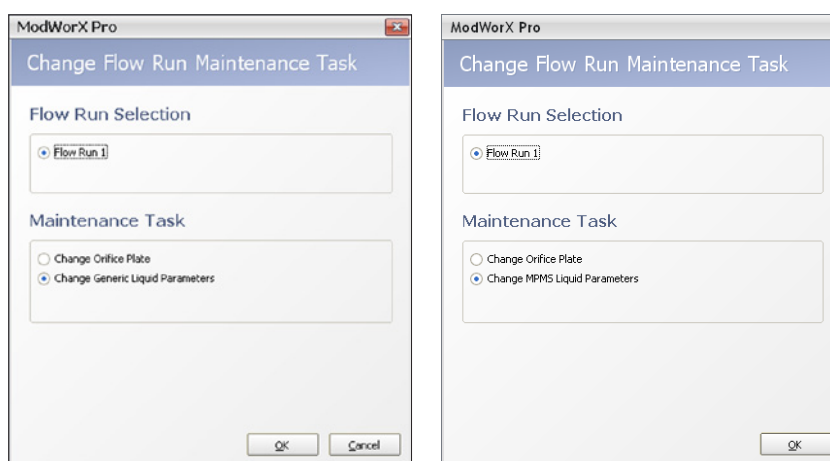 ModWorX Pro
Change Flow Run Maintenance Task
Flow Run Selection
Flow Run 1
Maintenance Task
Change Orifice Plate
Change Generic Liquid Parameters
OK
Cancel
ModWorX Pro
Change Flow Run Maintenance Task
Flow Run Selection
Flow Run 1
Maintenance Task
Change Orifice Plate
Change MPMS Liquid Parameters
OK